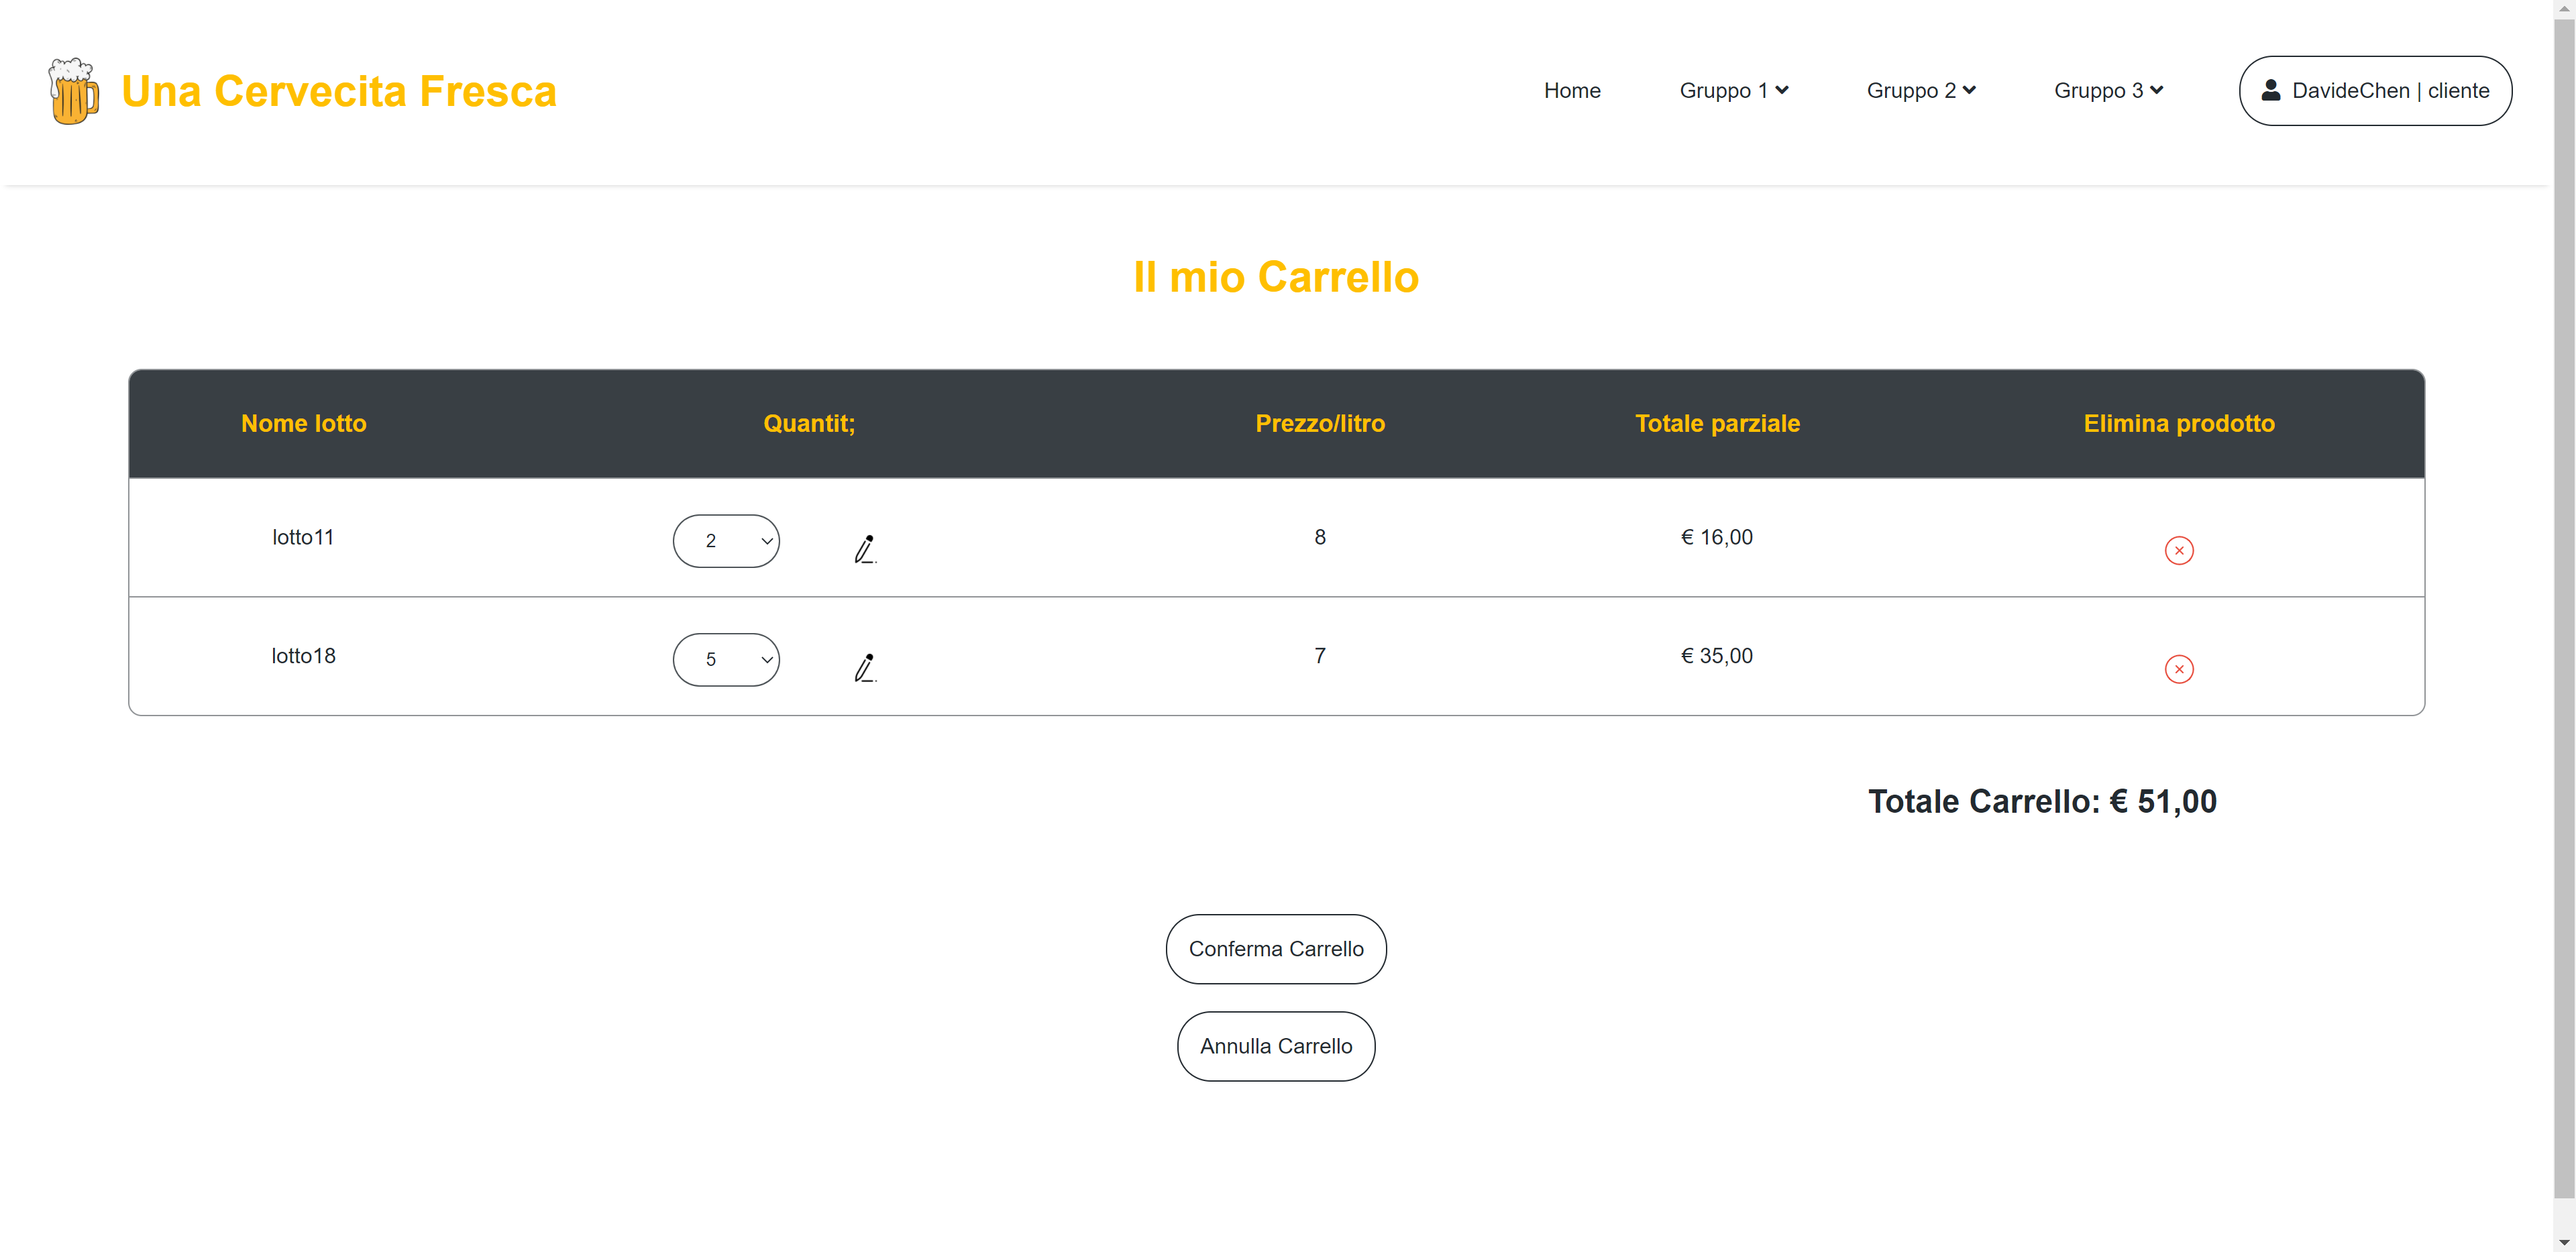 Una Cervecita Fresca
Home Gruppo 1 Gruppo 2 Gruppo 3 DavideChen | cliente
Il mio Carrello
Nome lotto Quantit; Prezzo/litro Totale parziale Elimina prodotto
lotto11 2 8 € 16,00
lotto18 5 7 € 35,00
Totale Carrello: € 51,00
Conferma Carrello
Annulla Carrello